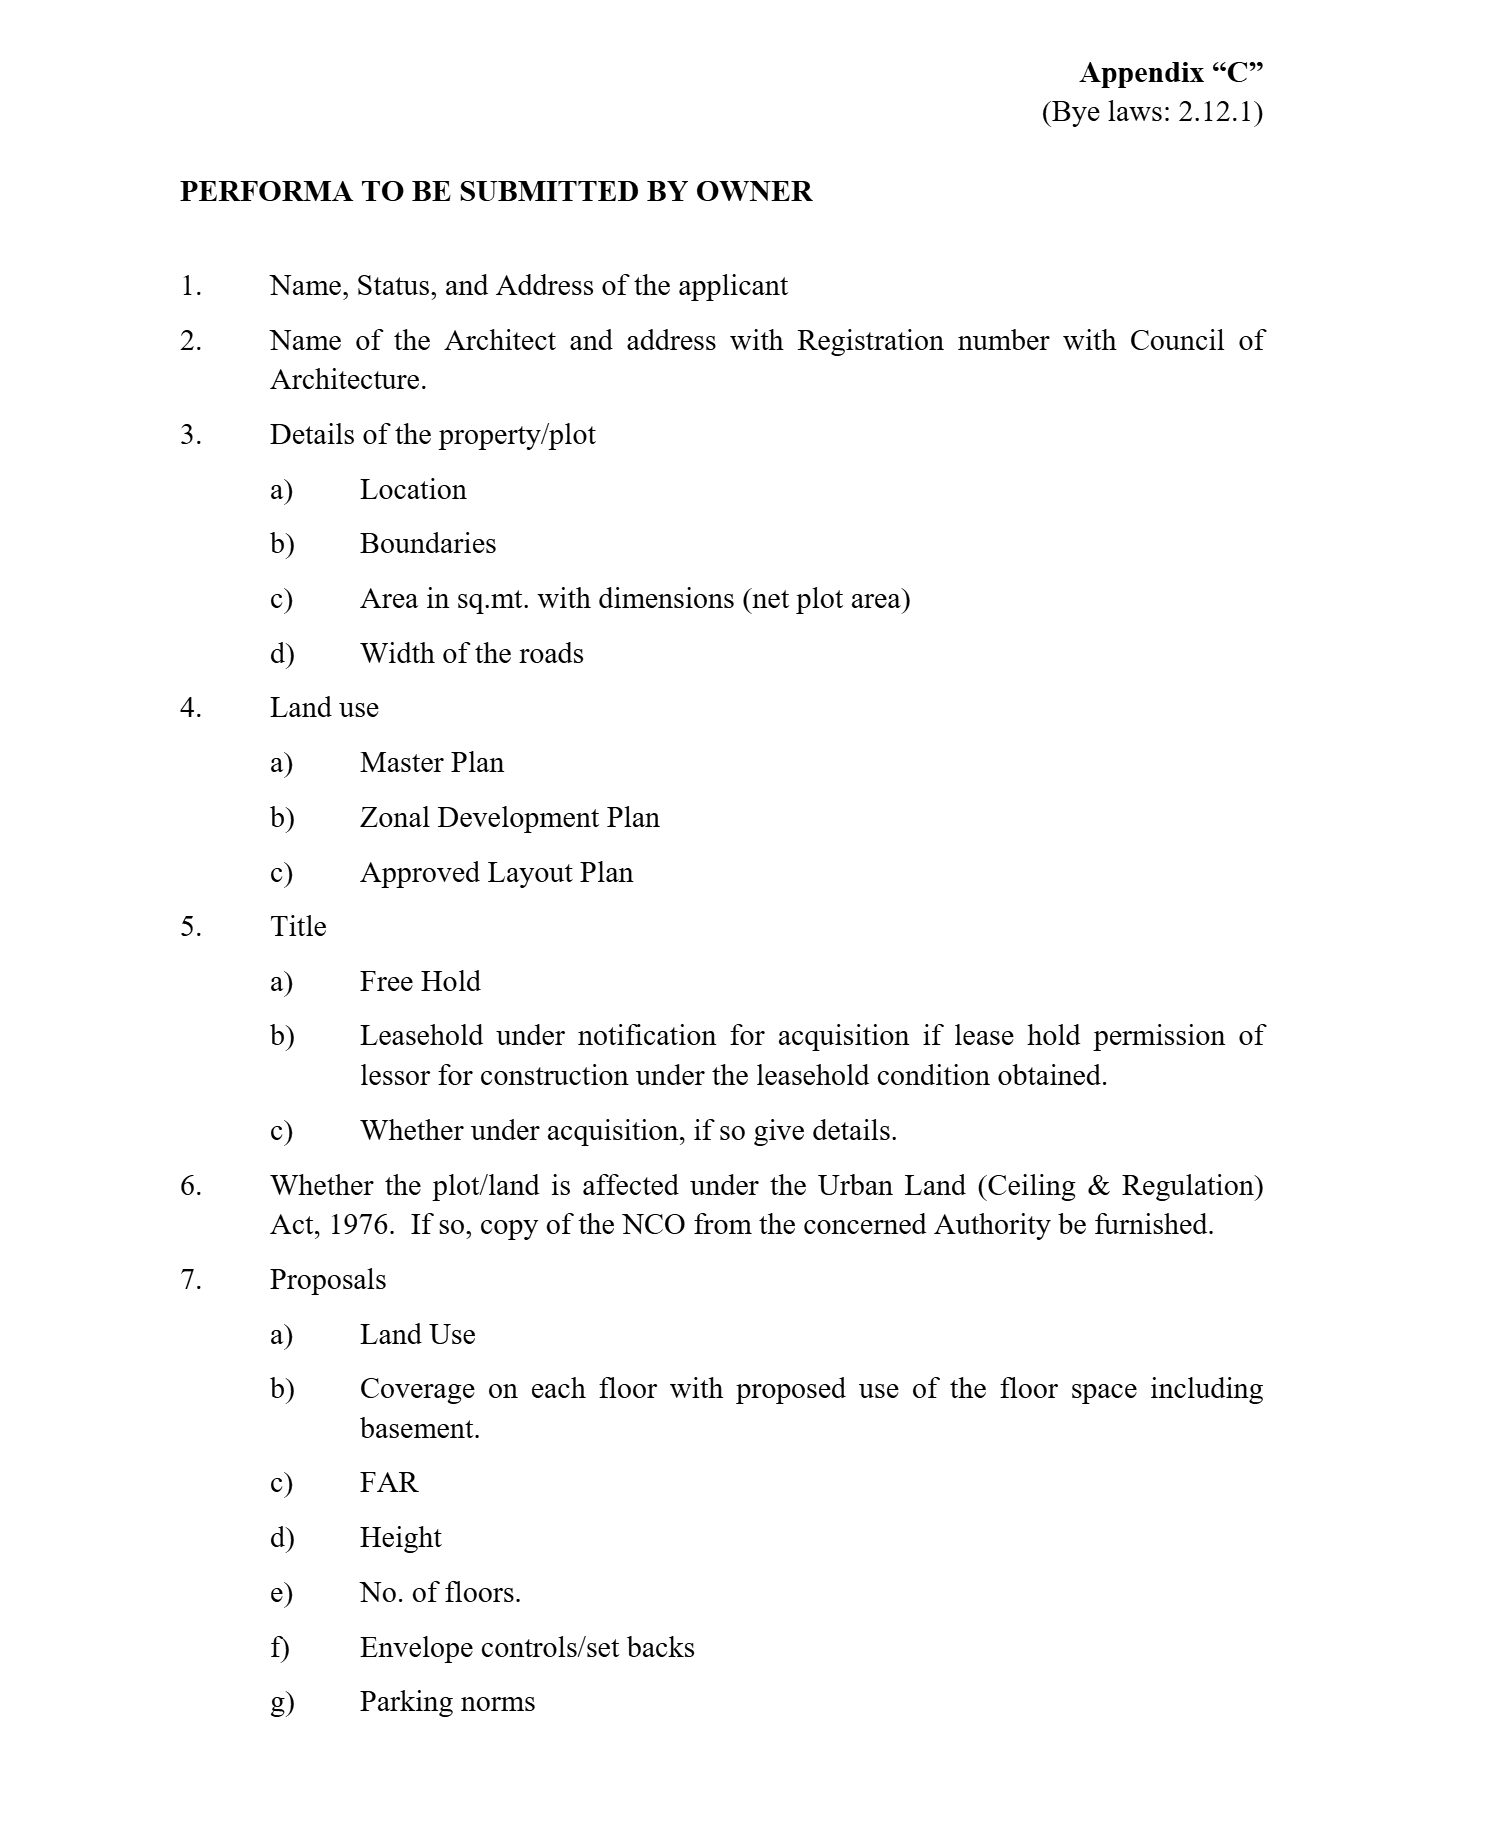 Appendix “C”
(Bye laws: 2.12.1)
PERFORMA TO BE SUBMITTED BY OWNER
1. Name, Status, and Address of the applicant
2. Name of the Architect and address with Registration number with Council of
Architecture.
3. Details of the property/plot
a) Location
b) Boundaries
c) Area in sq.mt. with dimensions (net plot area)
d) Width of the roads
4. Land use
a) Master Plan
b) Zonal Development Plan
c) Approved Layout Plan
5. Title
a) Free Hold
b) Leasehold under notification for acquisition if lease hold permission of
lessor for construction under the leasehold condition obtained.
c) Whether under acquisition, if so give details.
6. Whether the plot/land is affected under the Urban Land (Ceiling & Regulation)
Act, 1976.  If so, copy of the NCO from the concerned Authority be furnished.
7. Proposals
a) Land Use
b) Coverage on each floor with proposed use of the floor space including
basement.
c) FAR
d) Height
e) No. of floors.
f) Envelope controls/set backs
g) Parking norms